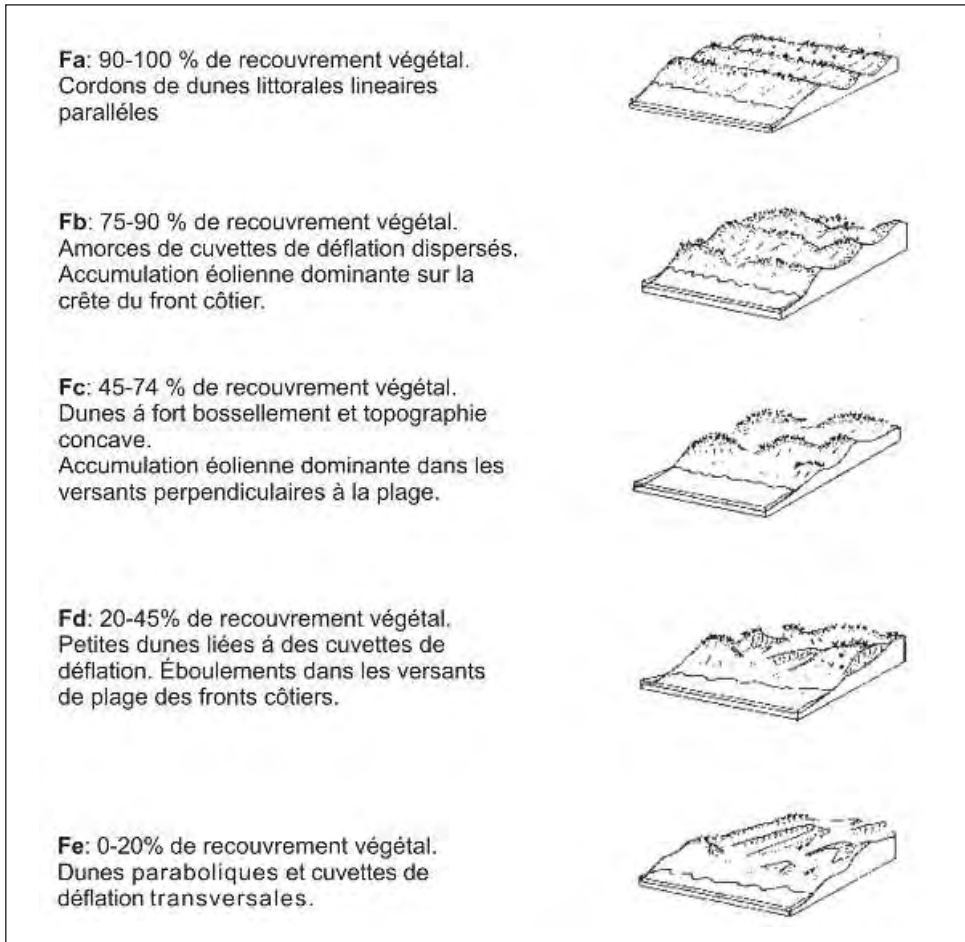 Fa: 90-100 % de recouvrement végétal.
Cordons de dunes littorales lineaires
paralléles
Fb: 75-90 % de recouvrement végétal.
Amorces de cuvettes de déflation dispersés.
Accumulation éolienne dominante sur la
crête du front côtier.
Fc: 45-74 % de recouvrement végétal.
Dunes á fort bossellement et topographie
concave.
Accumulation éolienne dominante dans les
versants perpendiculaires à la plage.
Fd: 20-45% de recouvrement végétal.
Petites dunes liées á des cuvettes de
déflation. Éboulements dans les versants
de plage des fronts côtiers.
Fe: 0-20% de recouvrement végétal.
Dunes paraboliques et cuvettes de
déflation transversales.